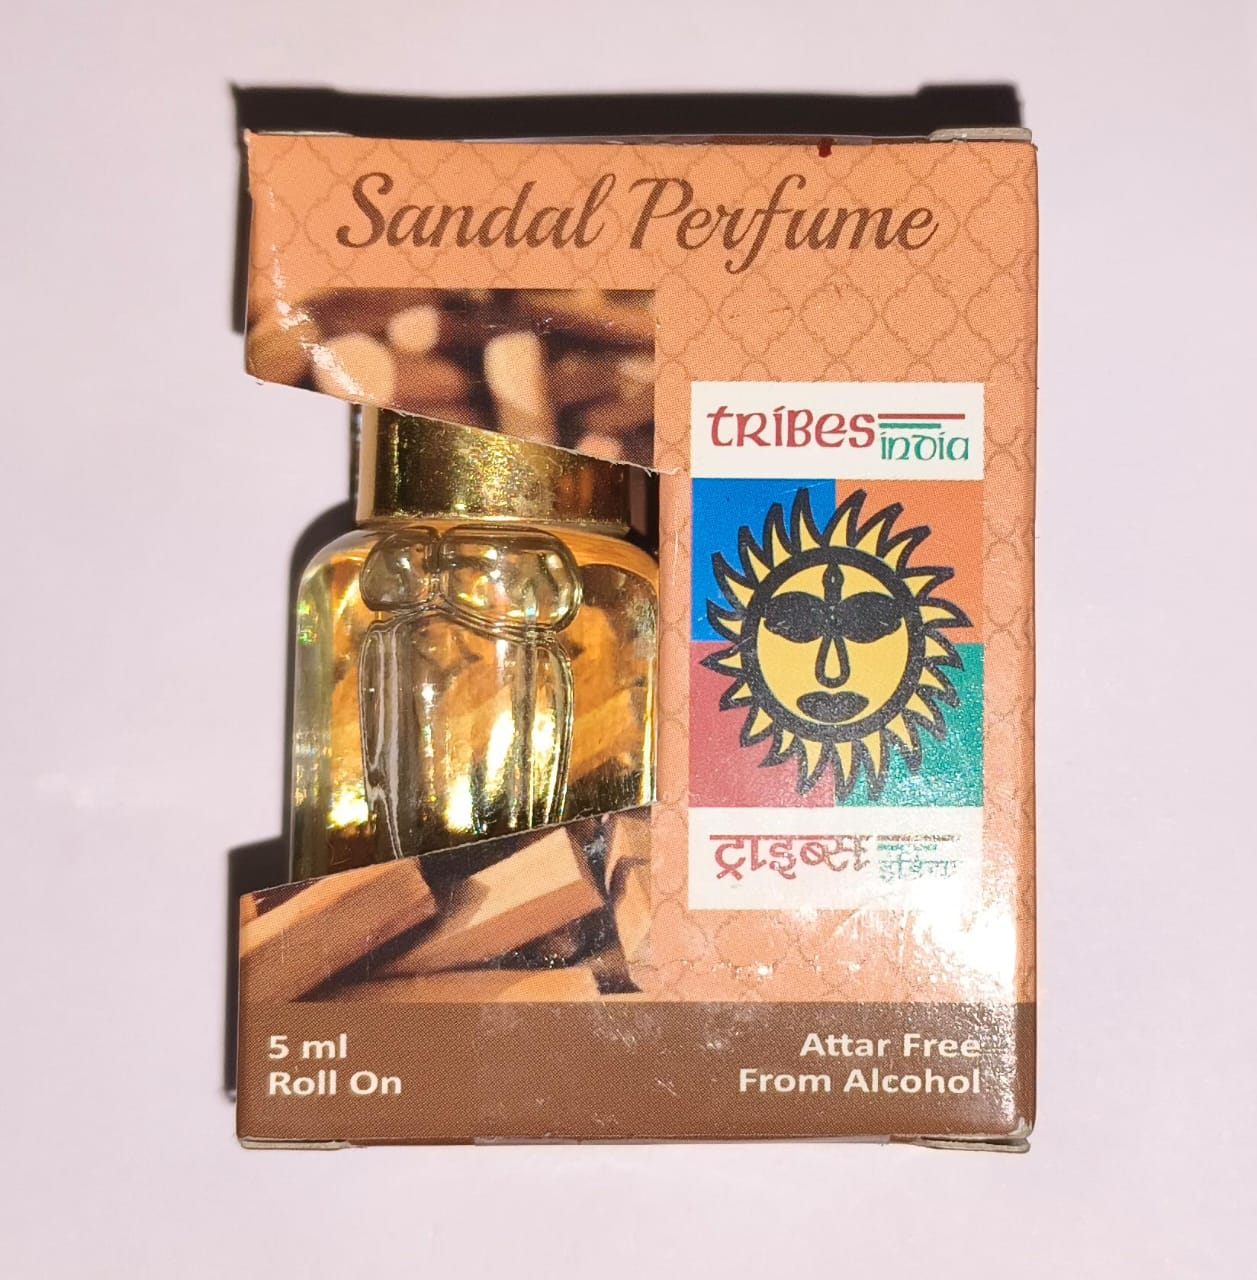 Sandal Perfume
TRIBES
INDIA
ट्राइब्स
इंडिया
5 ml
Roll On
Attar Free
From Alcohol